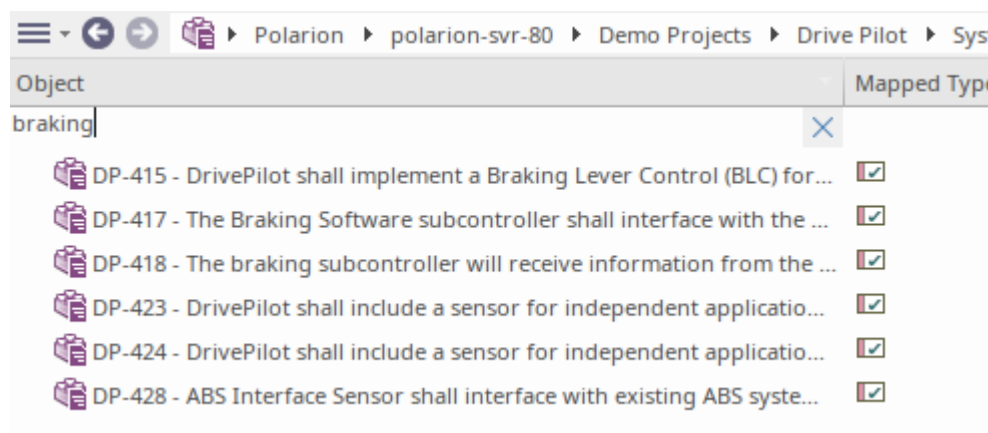 Polarion polarion-svr-80 Demo Projects Drive Pilot Sys
Object Mapped Type
braking
DP-415 - DrivePilot shall implement a Braking Lever Control (BLC) for...
DP-417 - The Braking Software subcontroller shall interface with the ...
DP-418 - The braking subcontroller will receive information from the ...
DP-423 - DrivePilot shall include a sensor for independent applicatio...
DP-424 - DrivePilot shall include a sensor for independent applicatio...
DP-428 - ABS Interface Sensor shall interface with existing ABS syste...